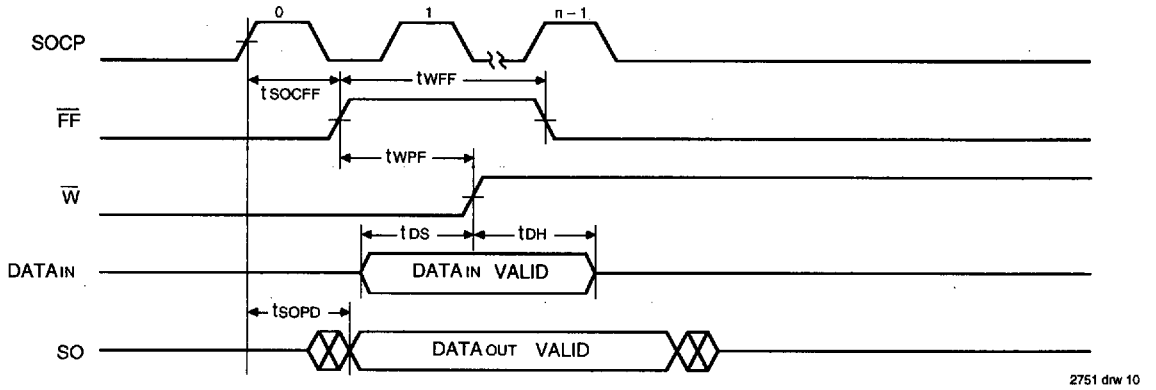 0 1 n-1
SOCP
tSOCFF
tWFF
FF
tWPF
W
tDS tDH
DATAIN DATAIN VALID
tSOPD
SO DATAOUT VALID
2751 drw 10